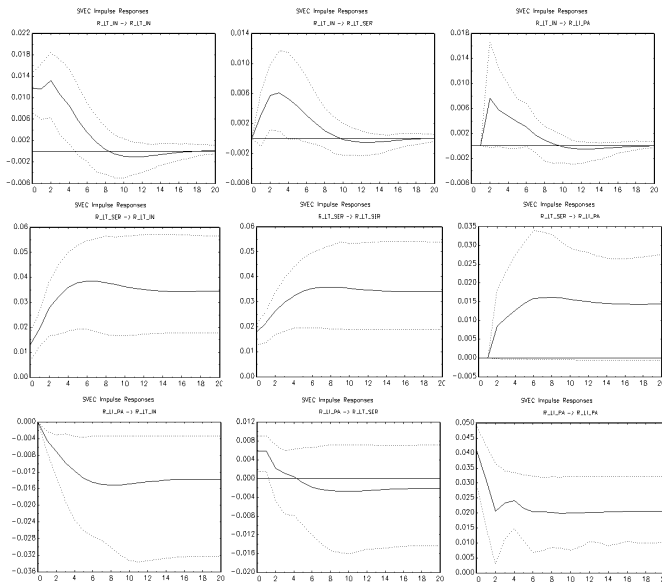 SVEC Impulse Responses
R_LT_IN -> R_LT_IN
0.022
0.018
0.014
0.010
0.006
0.002
-0.002
-0.006
0 2 4 6 8 10 12 14 16 18 20
SVEC Impulse Responses
R_LT_IN -> R_LT_SER
0.014
0.010
0.006
0.002
-0.002
-0.006
0 2 4 6 8 10 12 14 16 18 20
SVEC Impulse Responses
R_LT_IN -> R_LI_PA
0.018
0.014
0.010
0.006
0.002
-0.002
-0.006
0 2 4 6 8 10 12 14 16 18 20
SVEC Impulse Responses
R_LT_SER -> R_LT_IN
0.06
0.05
0.04
0.03
0.02
0.01
0.00
0 2 4 6 8 10 12 14 16 18 20
SVEC Impulse Responses
R_LT_SER -> R_LT_SER
0.06
0.05
0.04
0.03
0.02
0.01
0.00
0 2 4 6 8 10 12 14 16 18 20
SVEC Impulse Responses
R_LT_SER -> R_LI_PA
0.035
0.030
0.025
0.020
0.015
0.010
0.005
0.000
-0.005
0 2 4 6 8 10 12 14 16 18 20
SVEC Impulse Responses
R_LI_PA -> R_LT_IN
0.000
-0.004
-0.008
-0.012
-0.016
-0.020
-0.024
-0.028
-0.032
-0.036
0 2 4 6 8 10 12 14 16 18 20
SVEC Impulse Responses
R_LI_PA -> R_LT_SER
0.012
0.008
0.004
0.000
-0.004
-0.008
-0.012
-0.016
-0.020
0 2 4 6 8 10 12 14 16 18 20
SVEC Impulse Responses
R_LI_PA -> R_LI_PA
0.050
0.045
0.040
0.035
0.030
0.025
0.020
0.015
0.010
0.005
0.000
0 2 4 6 8 10 12 14 16 18 20